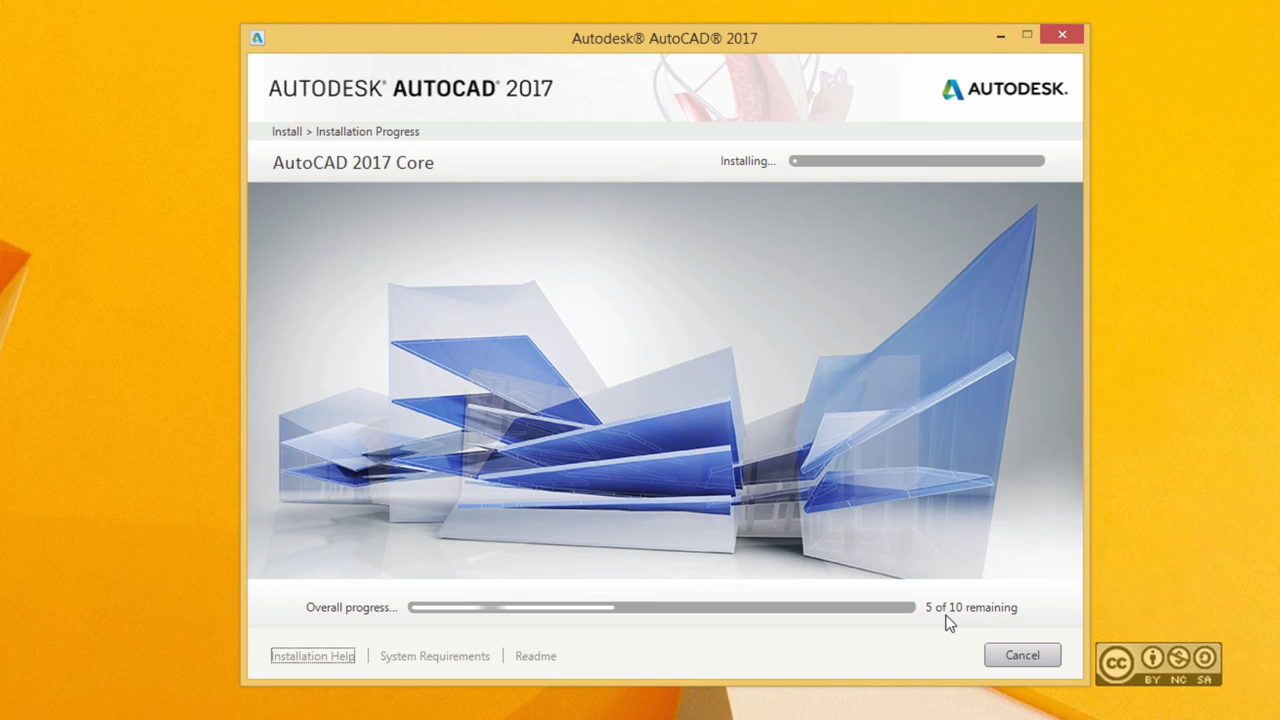 Autodesk® AutoCAD® 2017
AUTODESK® AUTOCAD® 2017
AUTODESK.
Install > Installation Progress
AutoCAD 2017 Core
Installing...
Overall progress...
5 of 10 remaining
Installation Help
System Requirements
Readme
Cancel
cc
BY NC SA